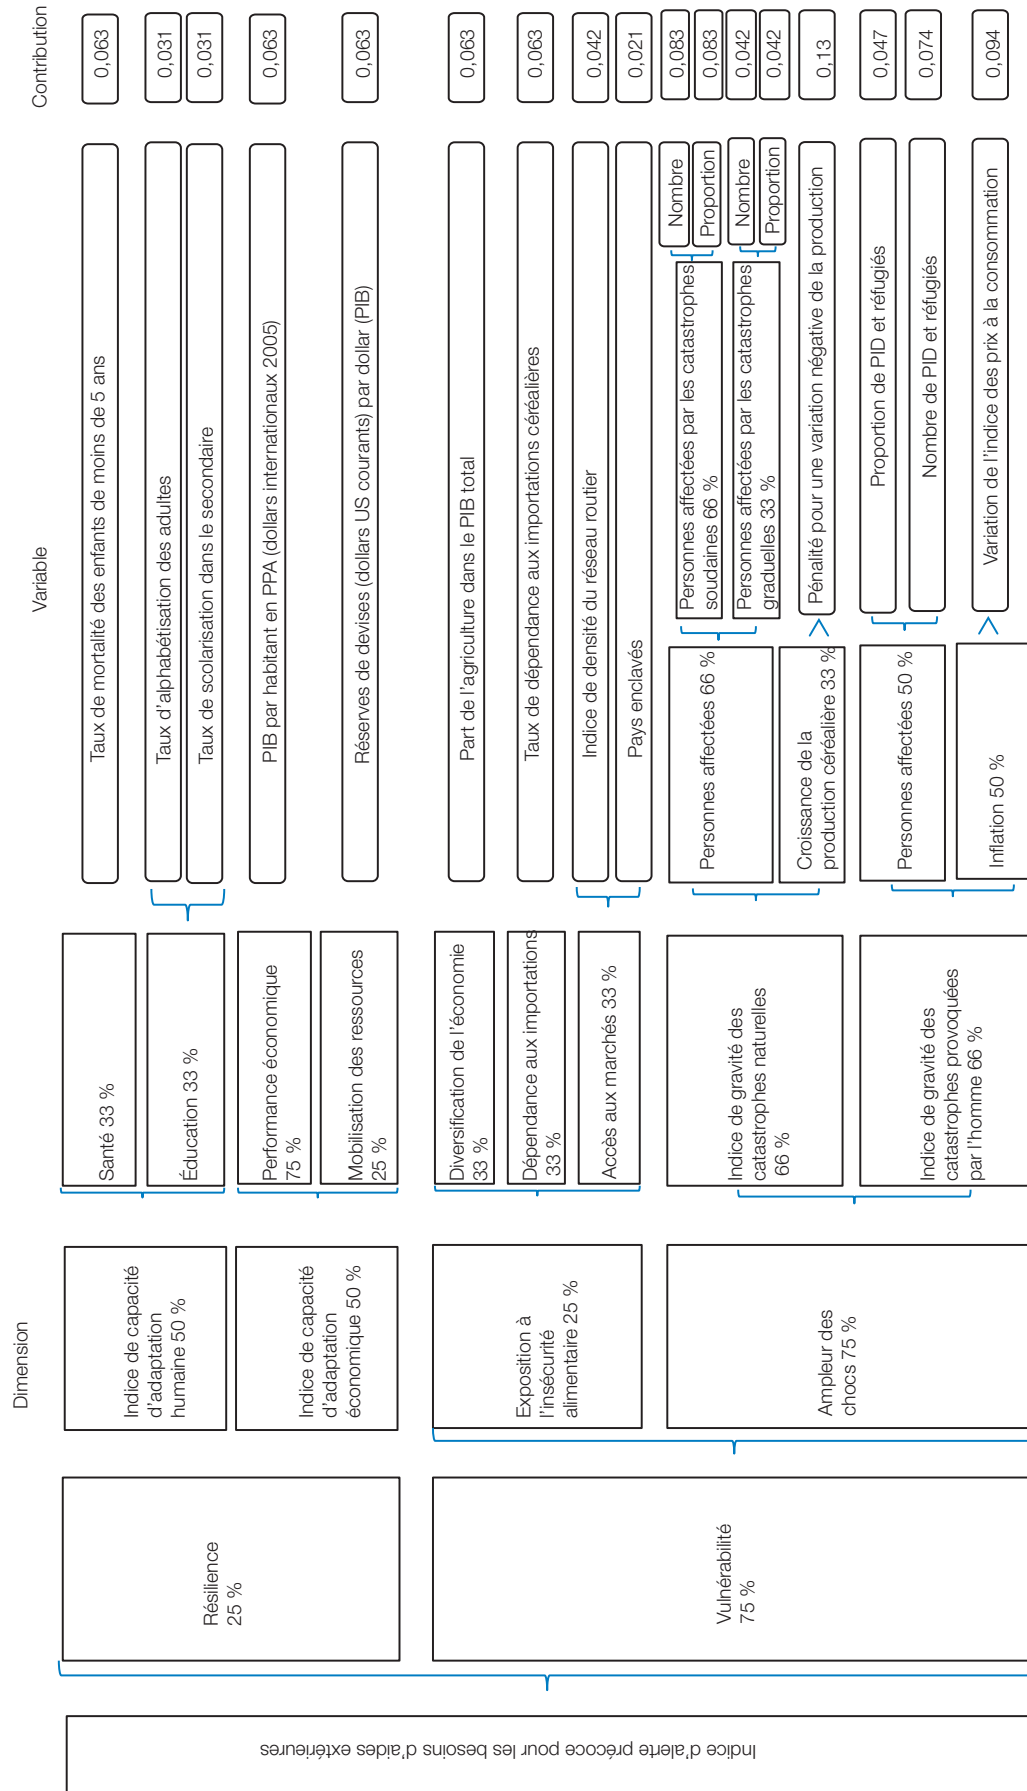 Dimension
Variable
Contribution
Indice d'alerte précoce pour les besoins d'aides extérieures
Résilience
25 %
Vulnérabilité
75 %
Indice de capacité
d'adaptation
humaine 50 %
Indice de capacité
d'adaptation
économique 50 %
Exposition à
l'insécurité
alimentaire 25 %
Ampleur des
chocs 75 %
Santé 33 %
Éducation 33 %
Performance économique
75 %
Mobilisation des ressources
25 %
Diversification de l'économie
33 %
Dépendance aux importations
33 %
Accès aux marchés 33 %
Indice de gravité des
catastrophes naturelles
66 %
Indice de gravité des
catastrophes provoquées
par l'homme 66 %
Personnes affectées 66 %
Croissance de la
production céréalière 33 %
Personnes affectées 50 %
Inflation 50 %
Taux de mortalité des enfants de moins de 5 ans
Taux d'alphabétisation des adultes
Taux de scolarisation dans le secondaire
PIB par habitant en PPA (dollars internationaux 2005)
Réserves de devises (dollars US courants) par dollar (PIB)
Part de l'agriculture dans le PIB total
Taux de dépendance aux importations céréalières
Indice de densité du réseau routier
Pays enclavés
Personnes affectées par les catastrophes
soudaines 66 %
Personnes affectées par les catastrophes
graduelles 33 %
Nombre
Proportion
Nombre
Proportion
Pénalité pour une variation négative de la production
Proportion de PID et réfugiés
Nombre de PID et réfugiés
Variation de l'indice des prix à la consommation
0,063
0,031
0,031
0,063
0,063
0,063
0,063
0,042
0,021
0,083
0,083
0,042
0,042
0,13
0,047
0,074
0,094